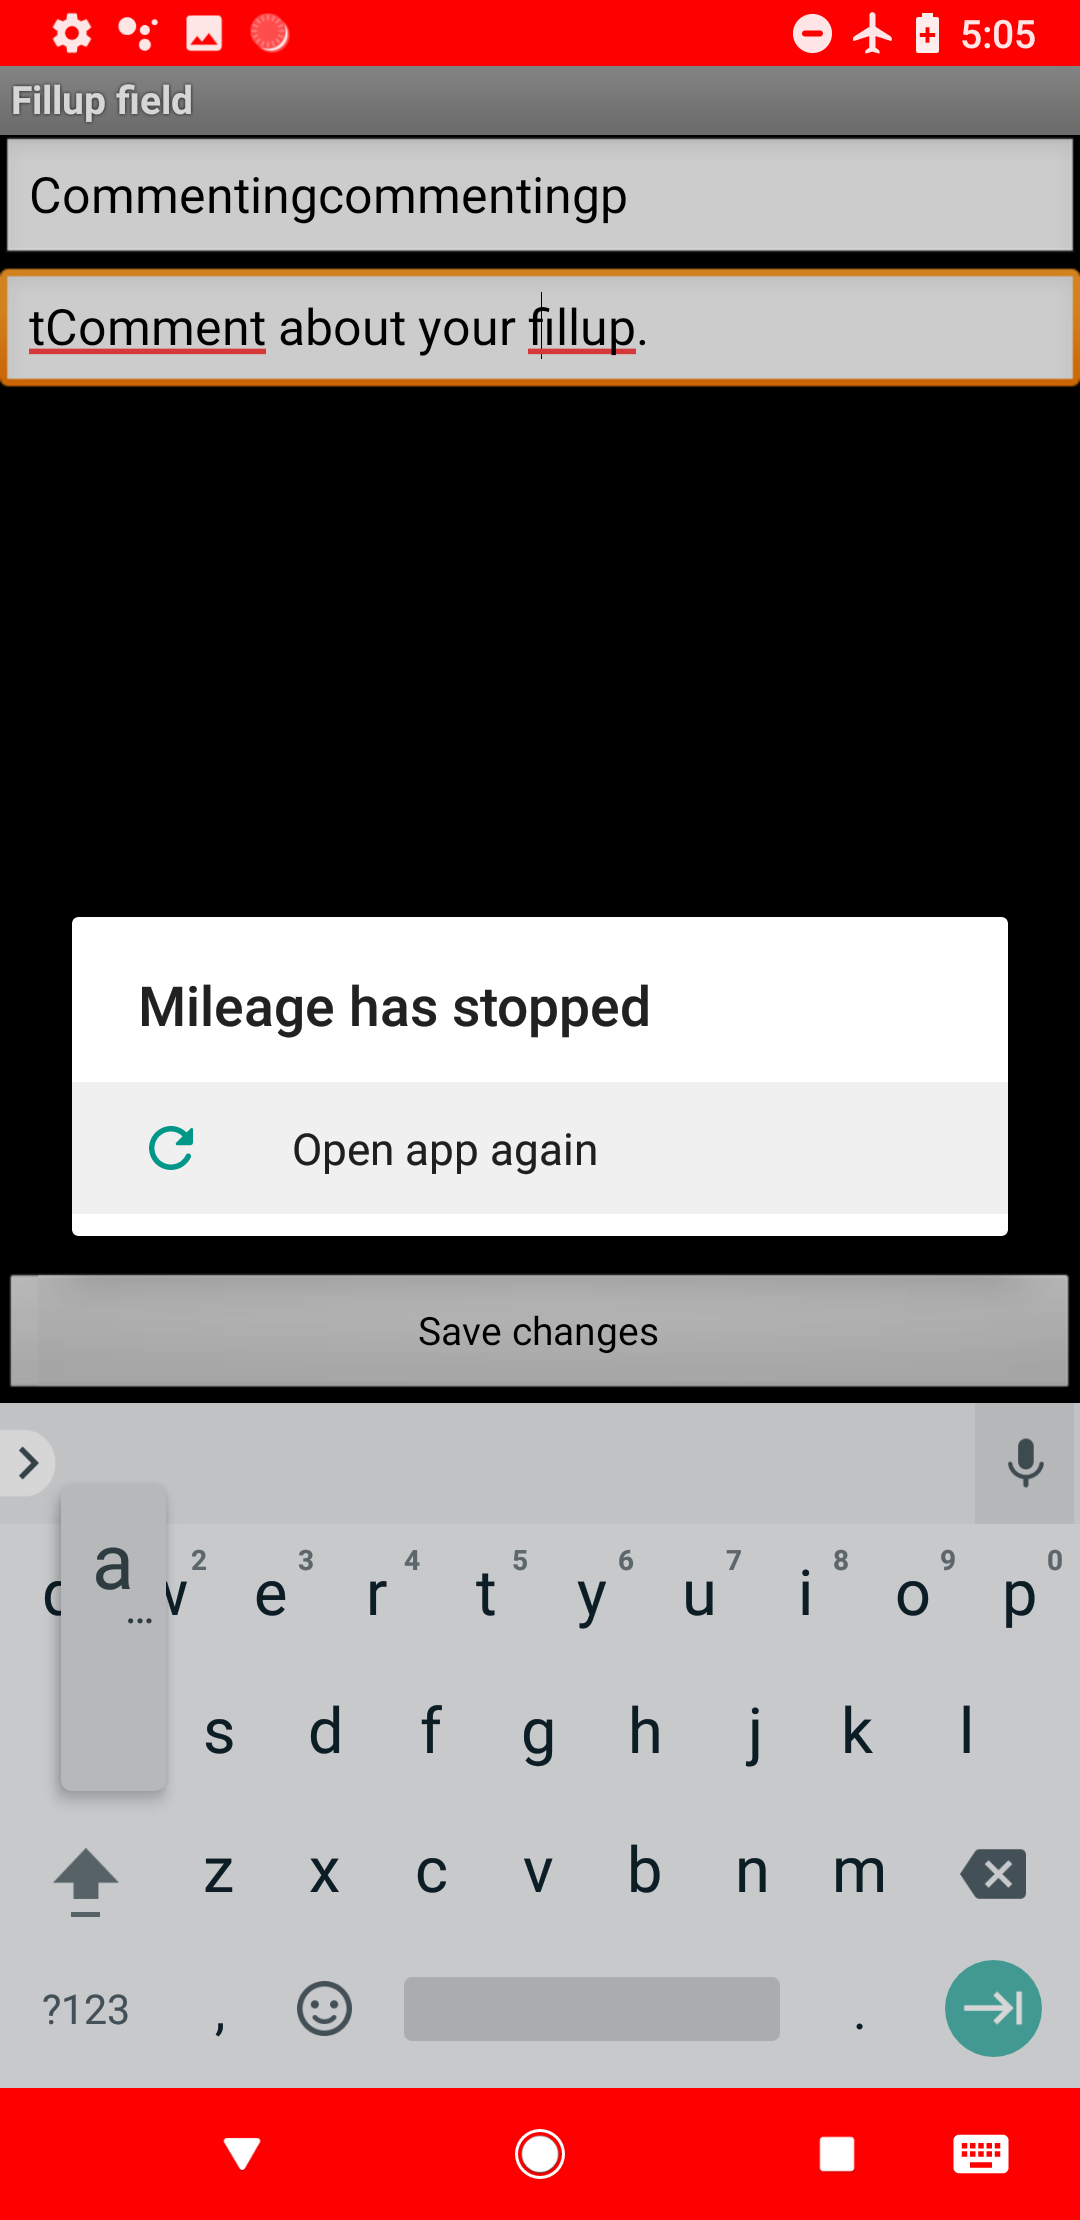 5:05
Fillup field
Commentingcommentingp
tComment about your fillup.
Mileage has stopped
Open app again
Save changes
a
...
2 3 4 5 6 7 8 9 0
e r t y u i o p
s d f g h j k l
z x c v b n m
?123 , .